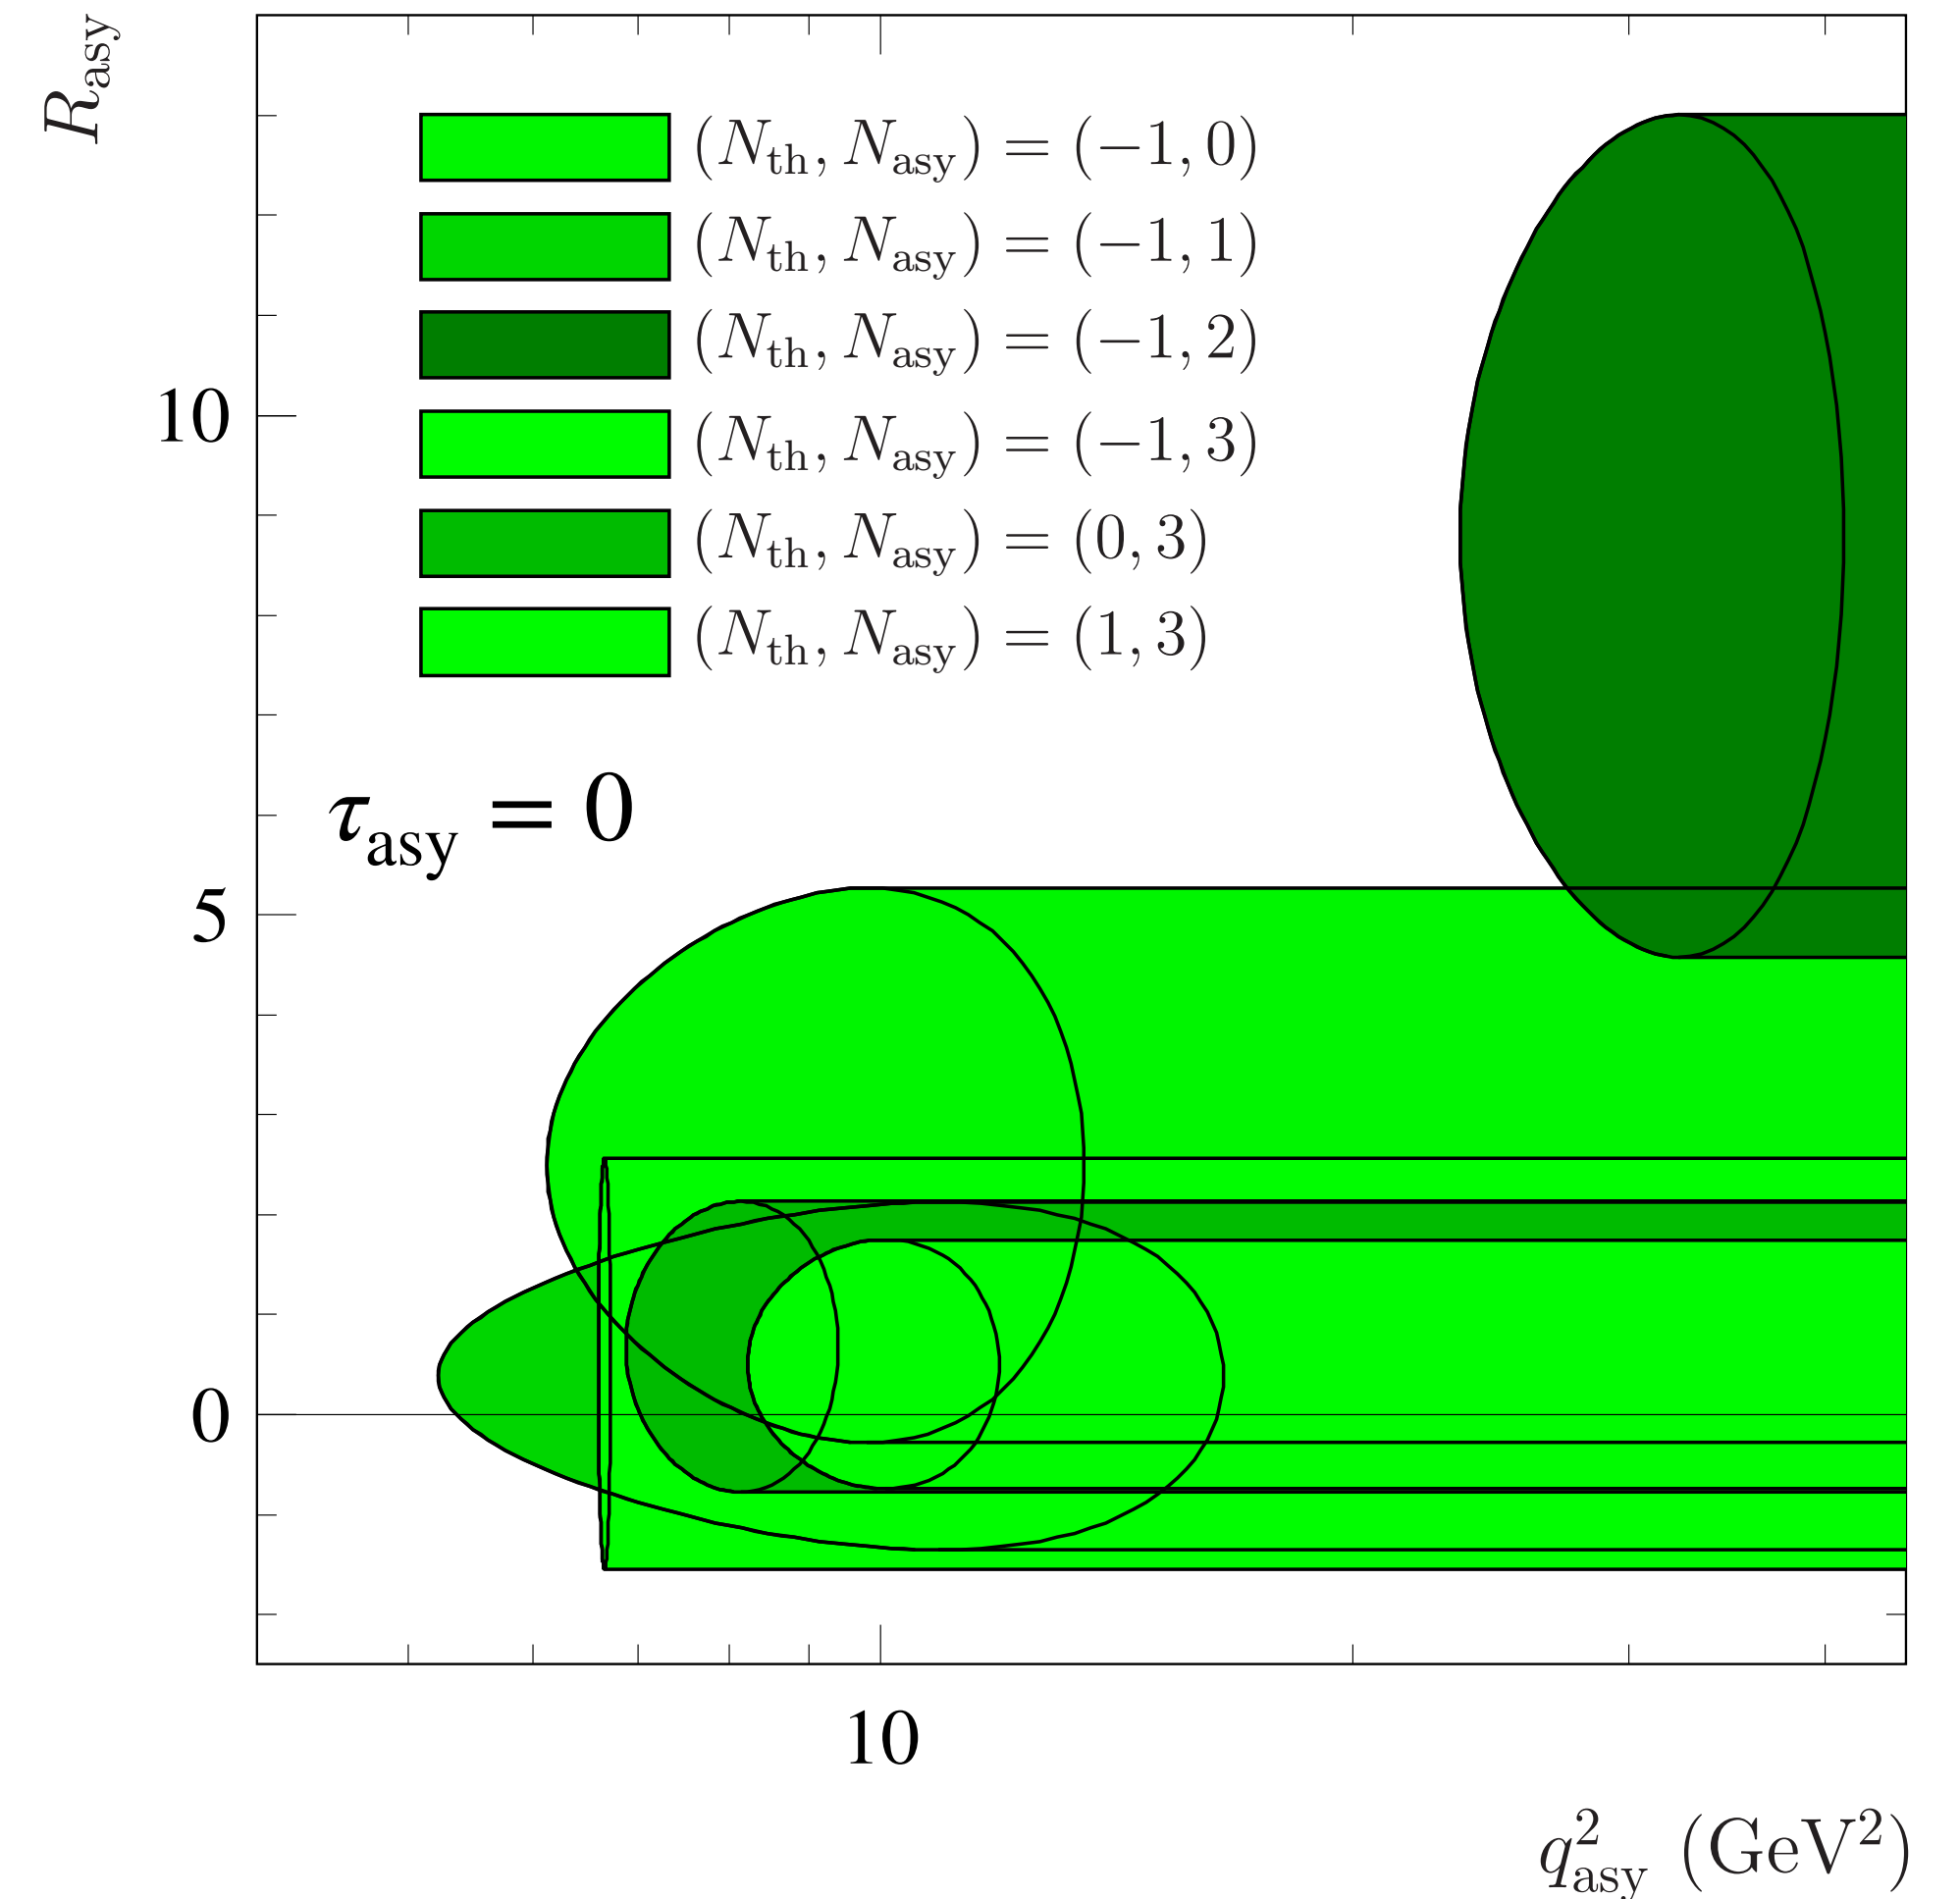 R_asy
(N_th, N_asy) = (−1, 0)
(N_th, N_asy) = (−1, 1)
(N_th, N_asy) = (−1, 2)
(N_th, N_asy) = (−1, 3)
(N_th, N_asy) = (0, 3)
(N_th, N_asy) = (1, 3)
10
τ_asy = 0
5
0
10
q²_asy (GeV²)